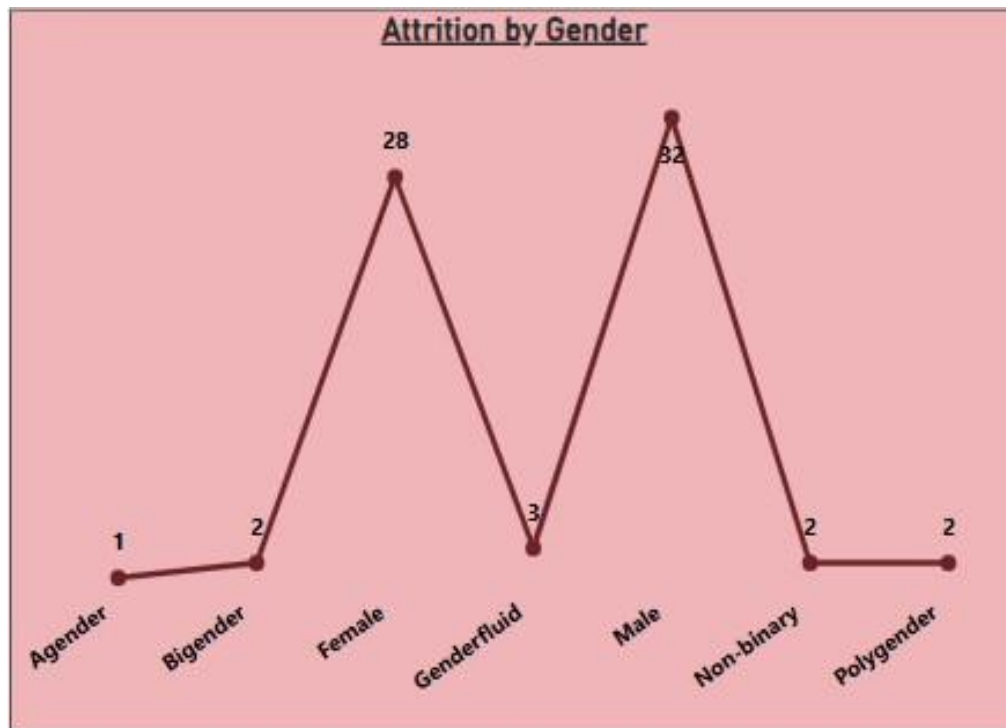 Attrition by Gender
28
32
3
1
2
2
2
Agender
Bigender
Female
Genderfluid
Male
Non-binary
Polygender